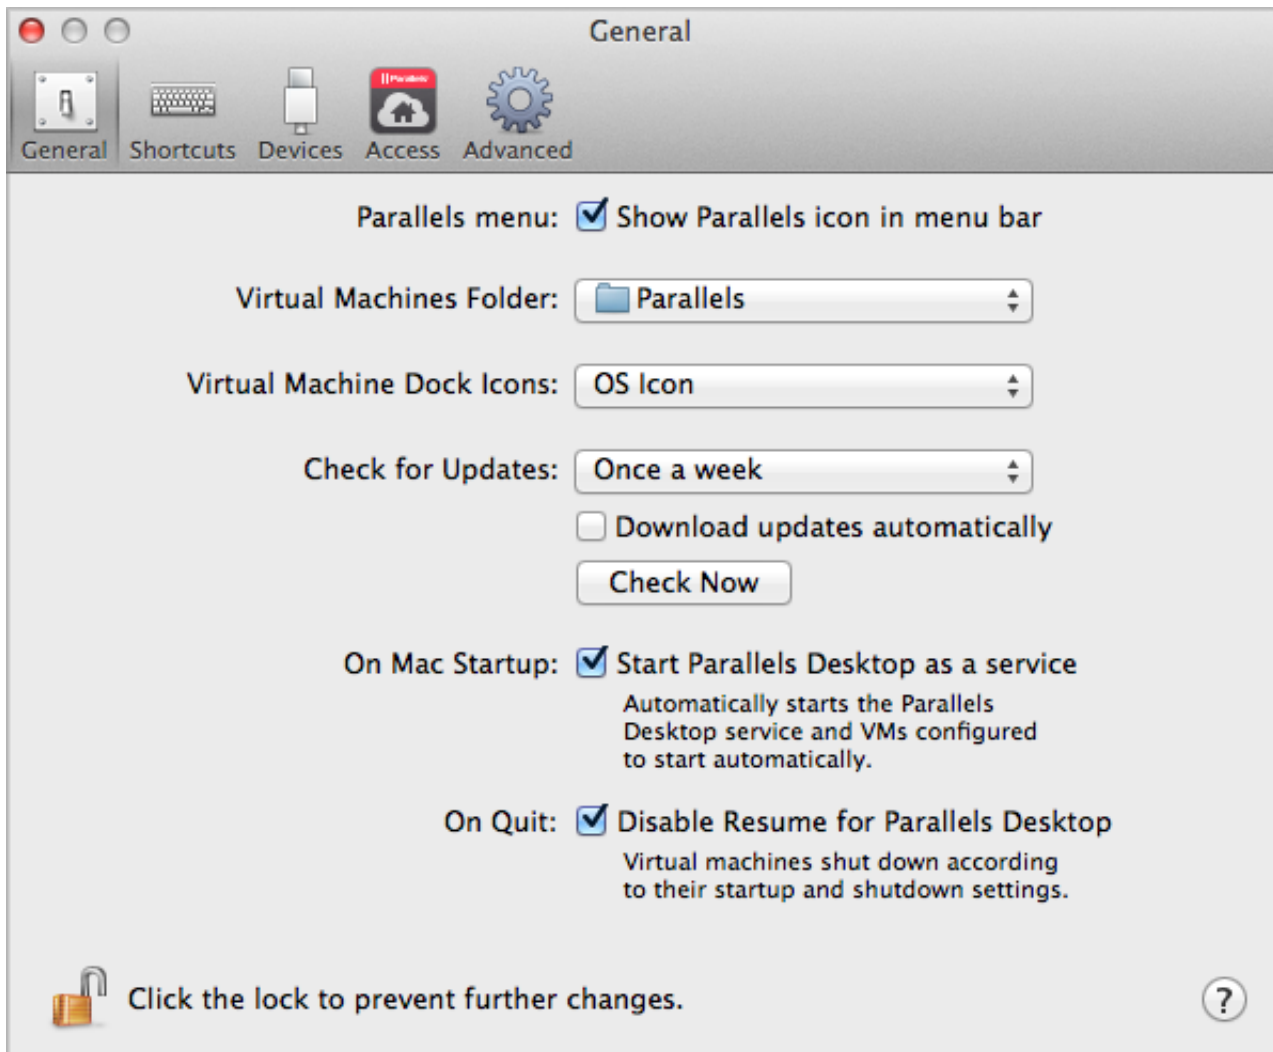 General
||Parallels
General Shortcuts Devices Access Advanced
Parallels menu: Show Parallels icon in menu bar
Virtual Machines Folder: Parallels
Virtual Machine Dock Icons: OS Icon
Check for Updates: Once a week
Download updates automatically
Check Now
On Mac Startup: Start Parallels Desktop as a service
Automatically starts the Parallels
Desktop service and VMs configured
to start automatically.
On Quit: Disable Resume for Parallels Desktop
Virtual machines shut down according
to their startup and shutdown settings.
Click the lock to prevent further changes.
?